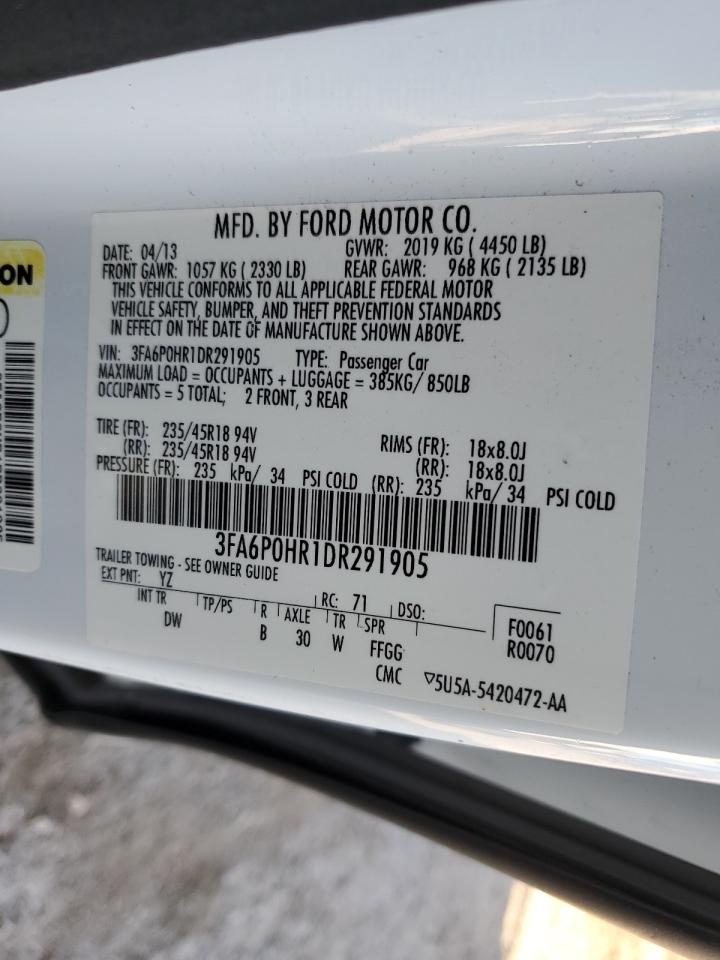 MFD. BY FORD MOTOR CO.
DATE: 04/13 GVWR: 2019 KG ( 4450 LB)
FRONT GAWR: 1057 KG ( 2330 LB) REAR GAWR: 968 KG ( 2135 LB)
THIS VEHICLE CONFORMS TO ALL APPLICABLE FEDERAL MOTOR
VEHICLE SAFETY, BUMPER, AND THEFT PREVENTION STANDARDS
IN EFFECT ON THE DATE OF MANUFACTURE SHOWN ABOVE.
VIN: 3FA6P0HR1DR291905 TYPE: Passenger Car
MAXIMUM LOAD = OCCUPANTS + LUGGAGE = 385KG/ 850LB
OCCUPANTS = 5 TOTAL; 2 FRONT, 3 REAR
TIRE (FR): 235/45R18 94V RIMS (FR): 18x8.0J
(RR): 235/45R18 94V (RR): 18x8.0J
PRESSURE (FR): 235 kPa/ 34 PSI COLD (RR): 235 kPa/ 34 PSI COLD
3FA6P0HR1DR291905
TRAILER TOWING - SEE OWNER GUIDE
EXT PNT: YZ RC: 71 DSO: F0061
INT TR TP/PS R AXLE TR SPR R0070
DW B 30 W FFGG
CMC ▽5U5A-5420472-AA
ON